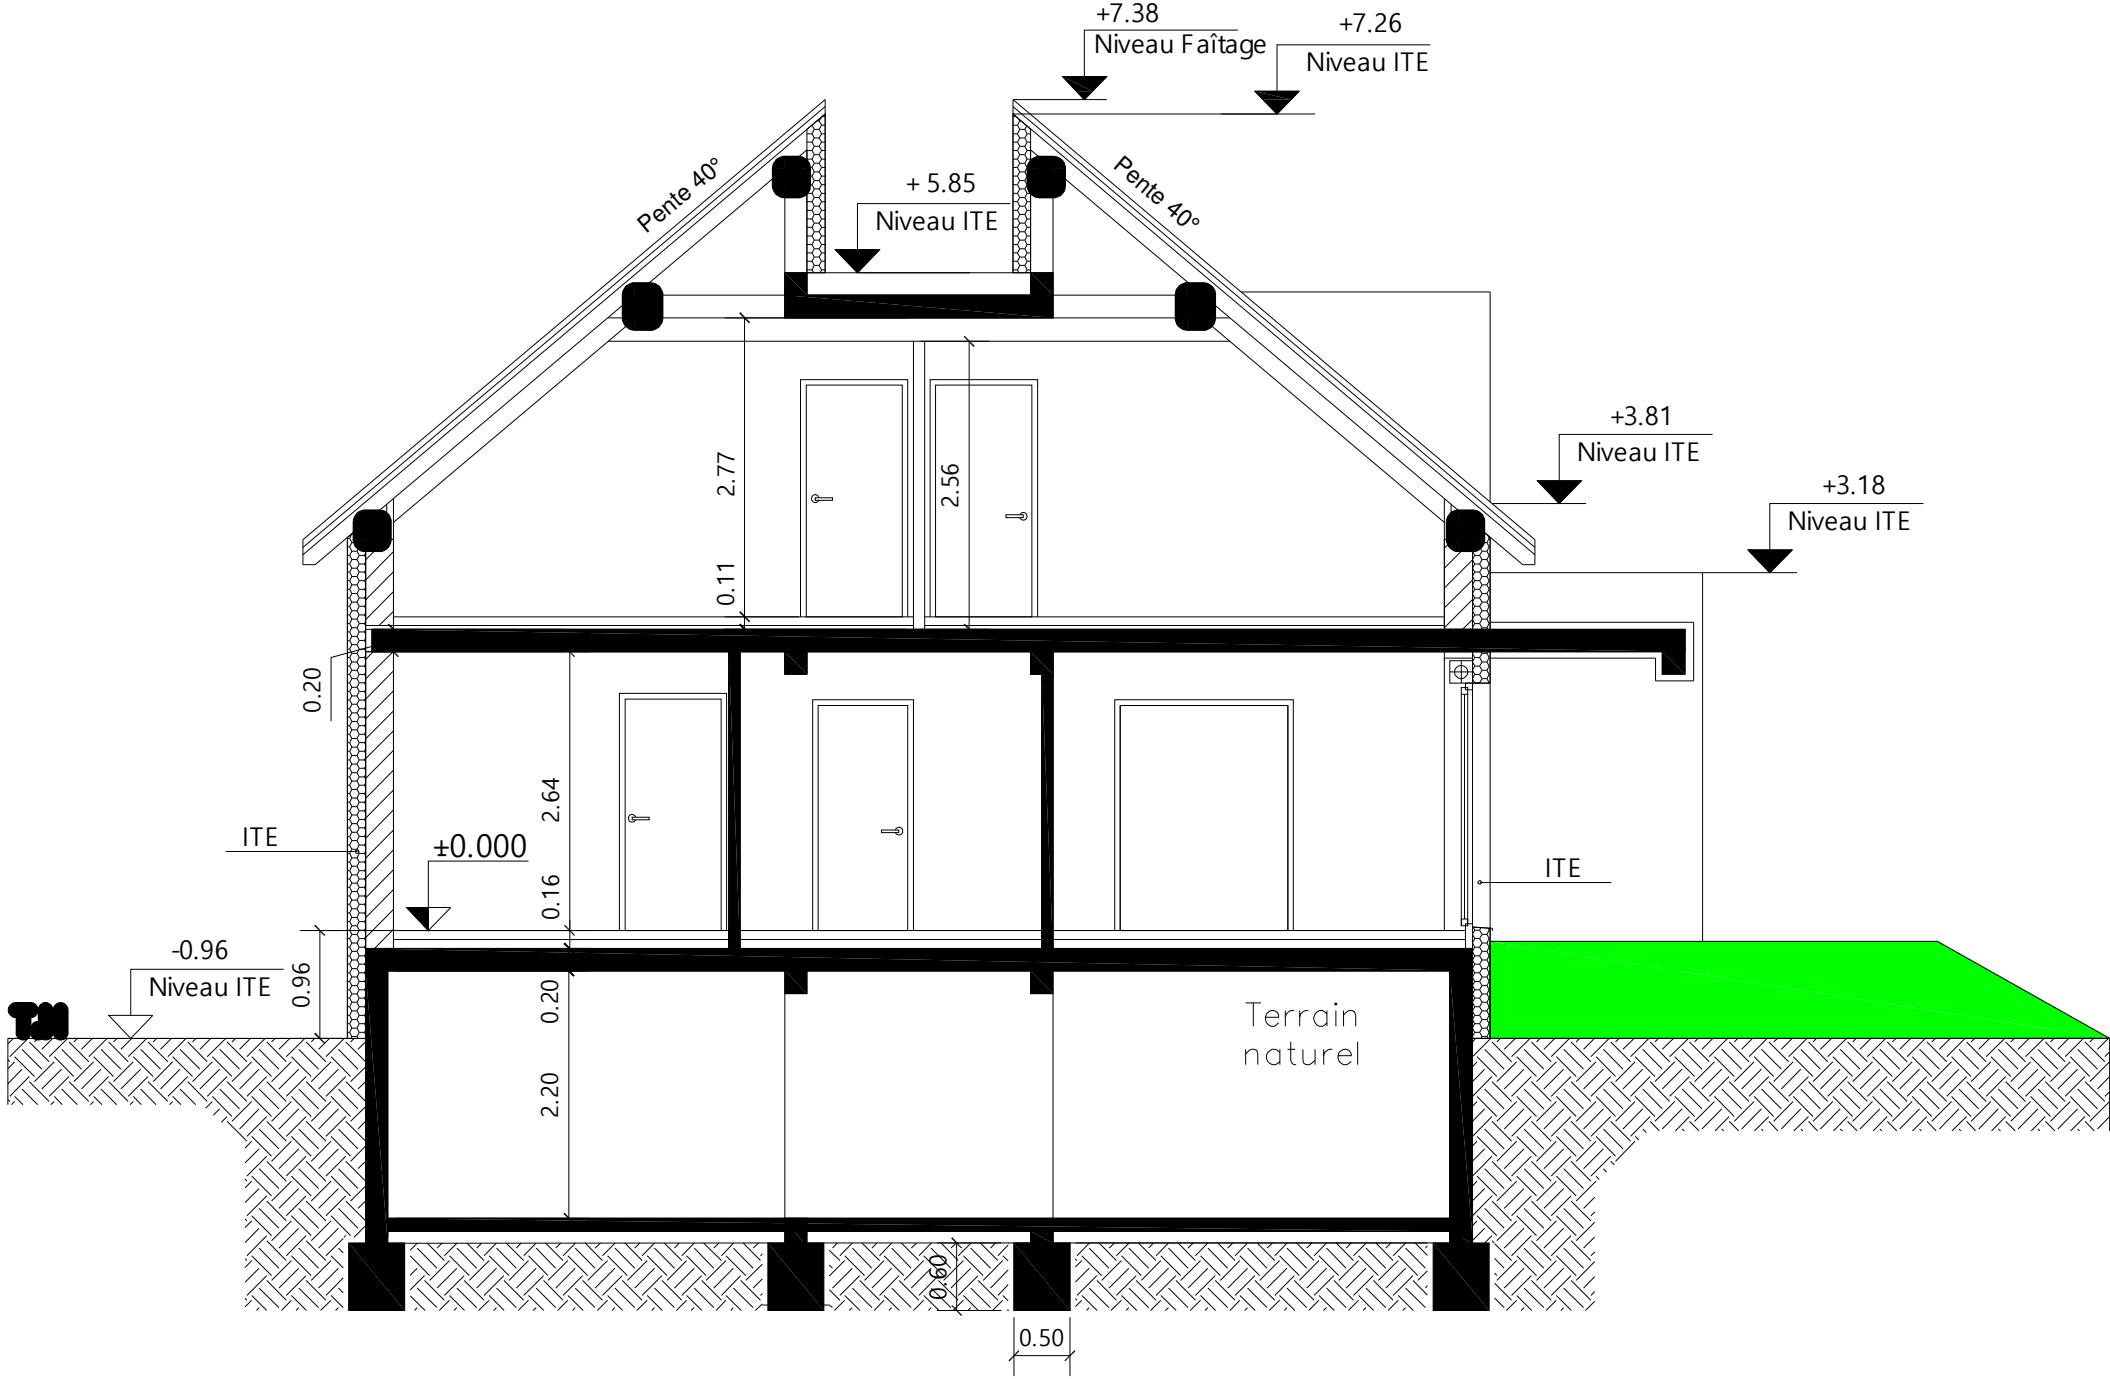 +7.38
Niveau Faîtage
+7.26
Niveau ITE
Pente 40°
Pente 40°
+ 5.85
Niveau ITE
+3.81
Niveau ITE
+3.18
Niveau ITE
2.77
2.56
0.11
0.20
2.64
ITE
±0.000
ITE
0.16
-0.96
Niveau ITE
0.96
0.20
Terrain
naturel
2.20
0.60
0.50